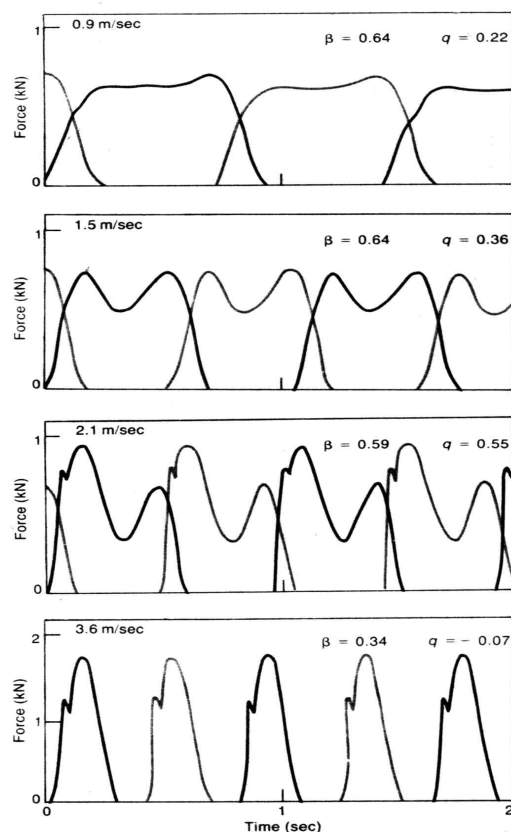 1
0.9 m/sec
β = 0.64 q = 0.22
Force (kN)
0
1
1.5 m/sec
β = 0.64 q = 0.36
Force (kN)
0
1
2.1 m/sec
β = 0.59 q = 0.55
Force (kN)
0
2
3.6 m/sec
β = 0.34 q = - 0.07
Force (kN)
1
0
0 1 2
Time (sec)